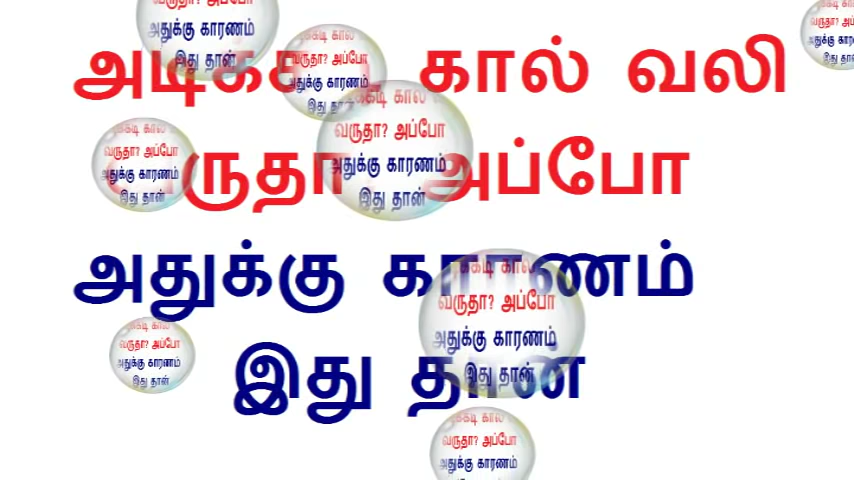 அடிக்கடி கால் வலி
வருதா? அப்போ
அதுக்கு காரணம்
இது தான்